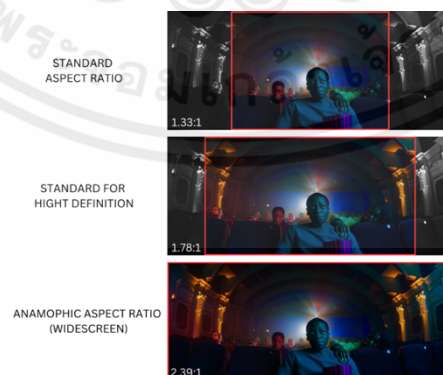 STANDARD
ASPECT RATIO
1.33:1
STANDARD FOR
HIGHT DEFINITION
1.78:1
ANAMOPHIC ASPECT RATIO
(WIDESCREEN)
2.39:1